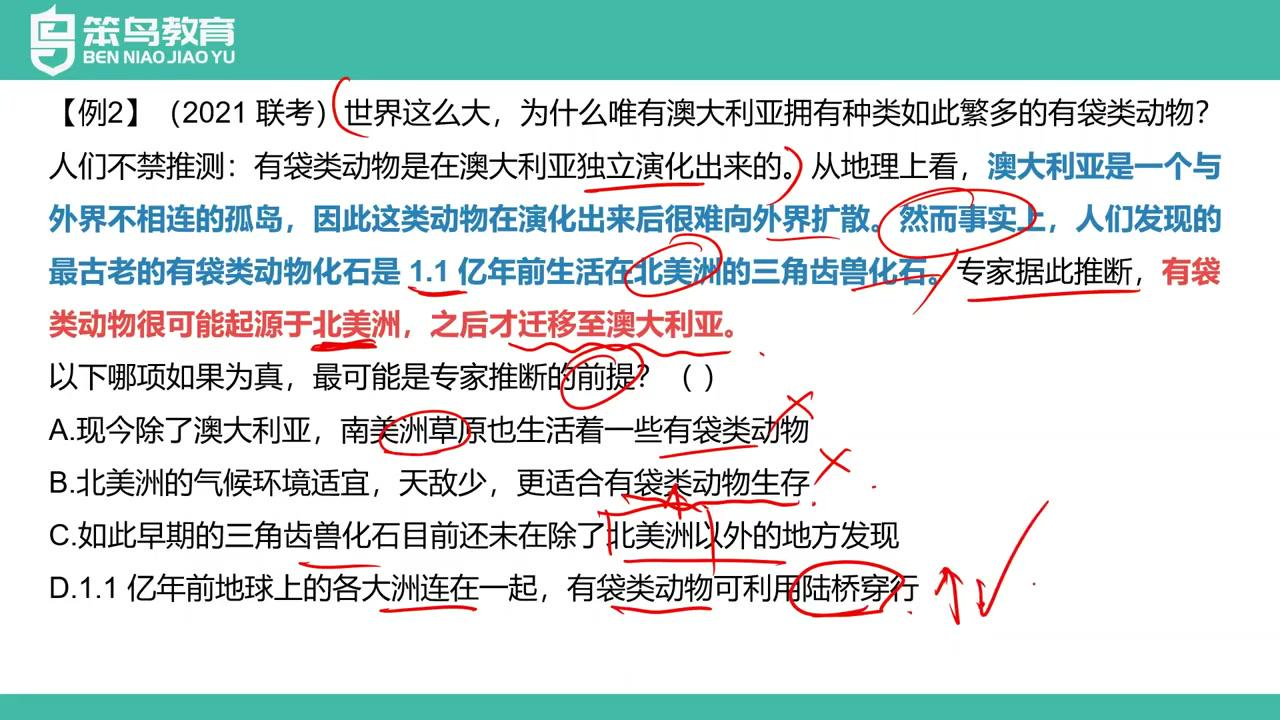 笨鸟教育
BEN NIAO JIAO YU
【例2】（2021 联考）世界这么大，为什么唯有澳大利亚拥有种类如此繁多的有袋类动物？
人们不禁推测：有袋类动物是在澳大利亚独立演化出来的。从地理上看，澳大利亚是一个与
外界不相连的孤岛，因此这类动物在演化出来后很难向外界扩散。然而事实上，人们发现的
最古老的有袋类动物化石是 1.1 亿年前生活在北美洲的三角齿兽化石。专家据此推断，有袋
类动物很可能起源于北美洲，之后才迁移至澳大利亚。
以下哪项如果为真，最可能是专家推断的前提？（ ）
A.现今除了澳大利亚，南美洲草原也生活着一些有袋类动物
B.北美洲的气候环境适宜，天敌少，更适合有袋类动物生存
C.如此早期的三角齿兽化石目前还未在除了北美洲以外的地方发现
D.1.1 亿年前地球上的各大洲连在一起，有袋类动物可利用陆桥穿行